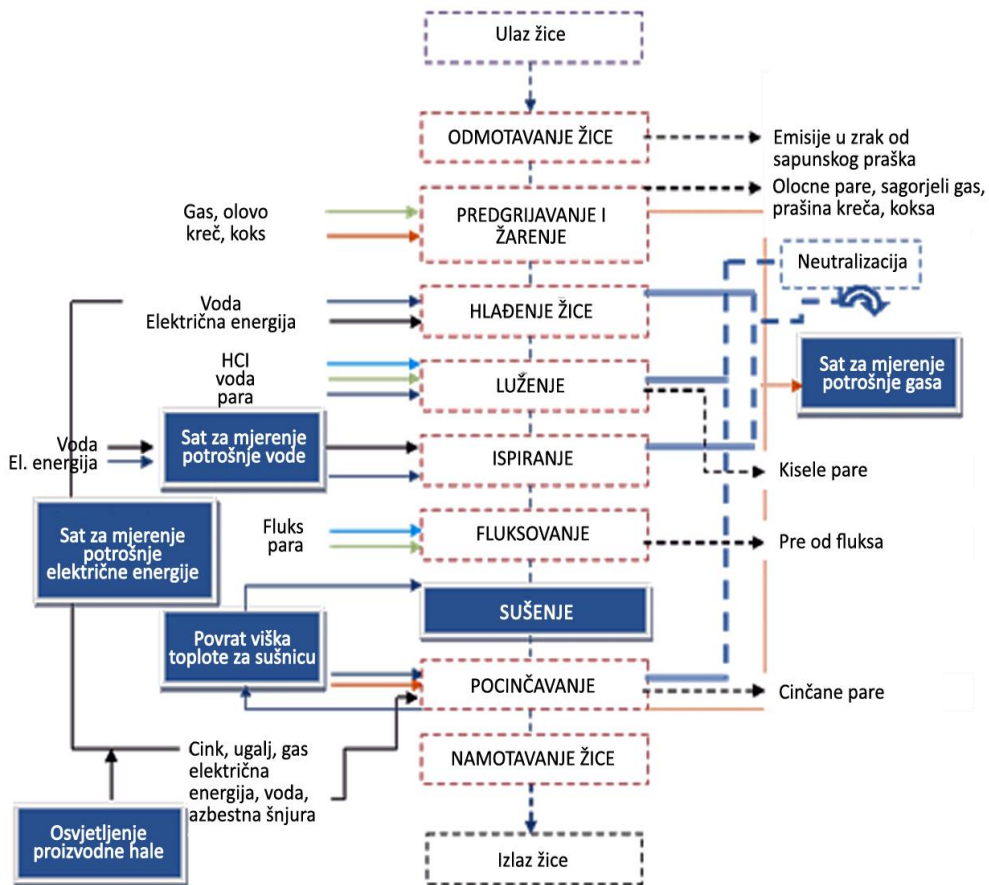 Ulaz žice
ODMOTAVANJE ŽICE
Emisije u zrak od
sapunskog praška
Olocne pare, sagorjeli gas,
prašina kreča, koksa
Gas, olovo
kreč, koks
PREDGRIJAVANJE I
ŽARENJE
Neutralizacija
Voda
Električna energija
HLAĐENJE ŽICE
HCI
voda
para
LUŽENJE
Sat za mjerenje
potrošnje gasa
Voda
El. energija
Sat za mjerenje
potrošnje vode
ISPIRANJE
Kisele pare
Sat za mjerenje
potrošnje
električne energije
Fluks
para
FLUKSOVANJE
Pre od fluksa
SUŠENJE
Povrat viška
toplote za sušnicu
POCINČAVANJE
Cinčane pare
Cink, ugalj, gas
električna
energija, voda,
azbestna šnjura
NAMOTAVANJE ŽICE
Osvjetljenje
proizvodne hale
Izlaz žice